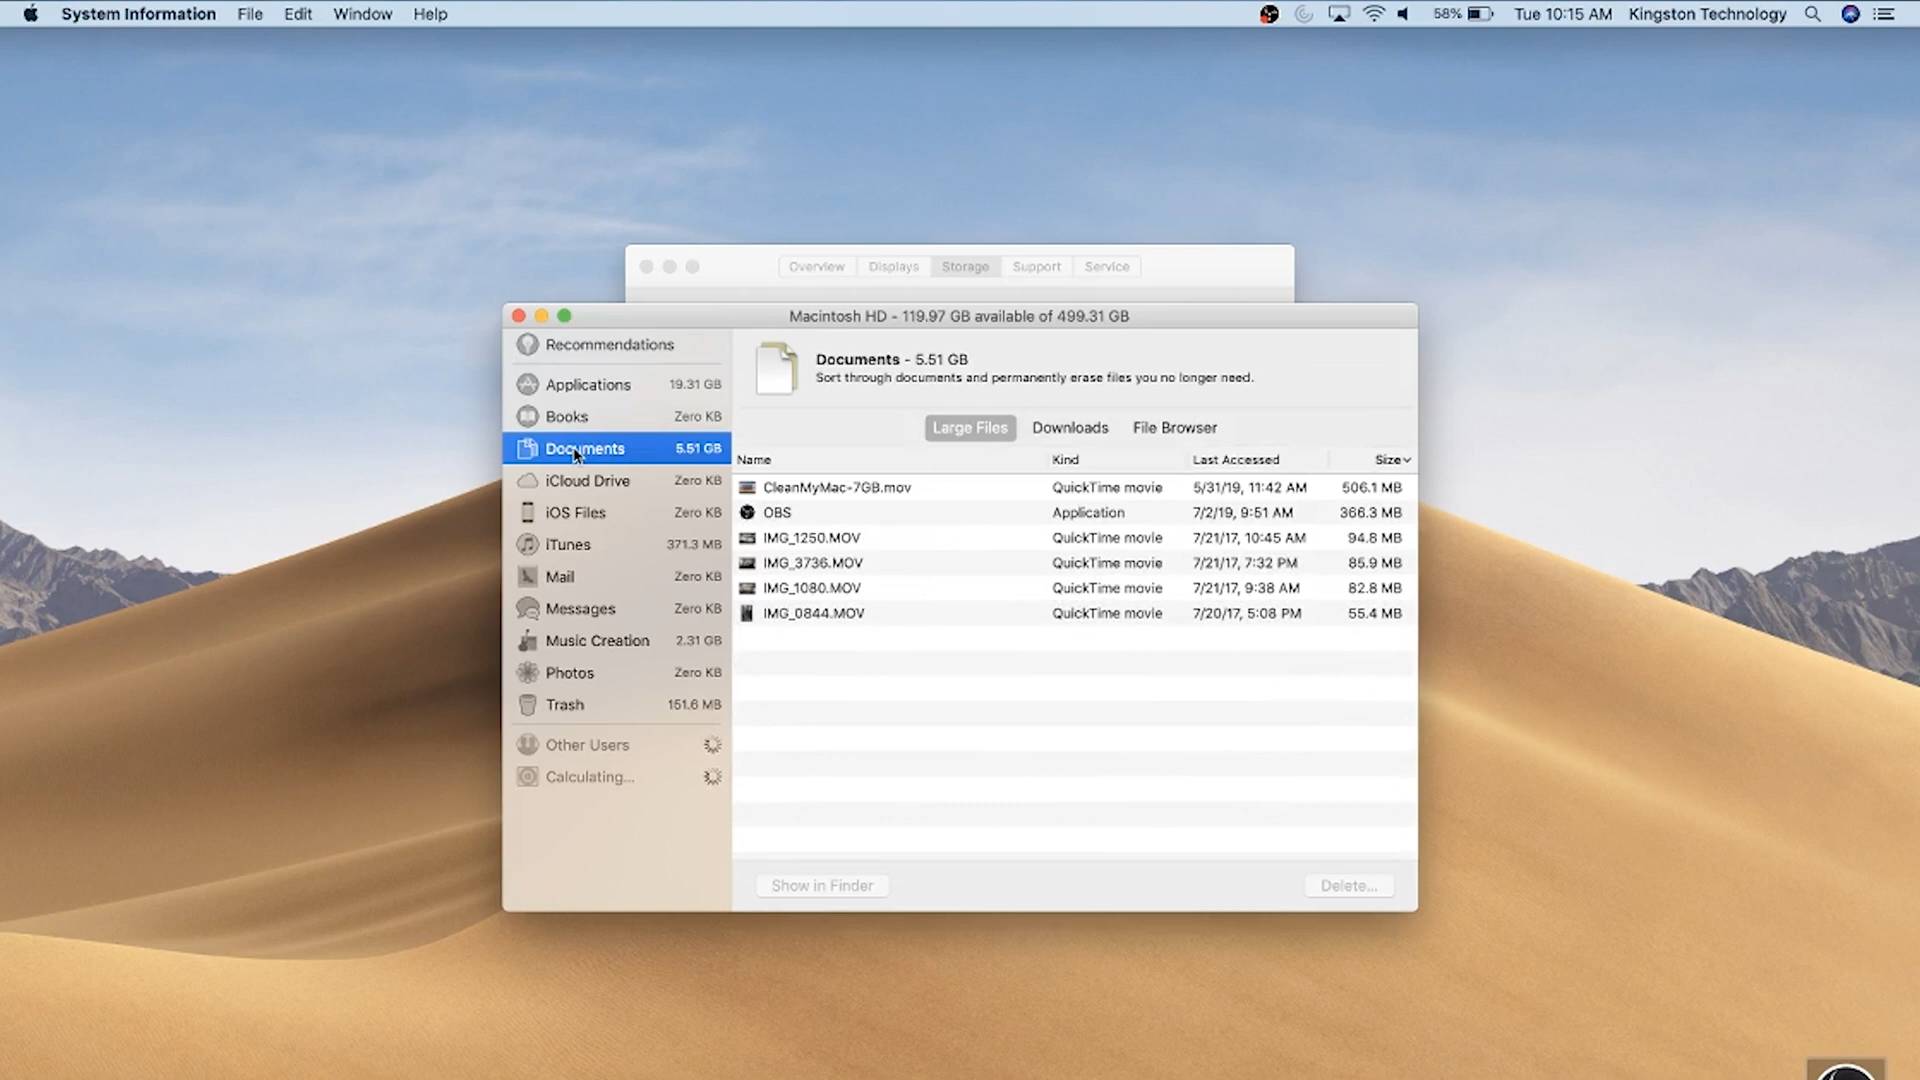 System Information File Edit Window Help 58% Tue 10:15 AM Kingston Technology
Overview Displays Storage Support Service
Macintosh HD - 119.97 GB available of 499.31 GB
Recommendations
Applications 19.31 GB
Books Zero KB
Documents 5.51 GB
iCloud Drive Zero KB
iOS Files Zero KB
iTunes 371.3 MB
Mail Zero KB
Messages Zero KB
Music Creation 2.31 GB
Photos Zero KB
Trash 151.6 MB
Other Users
Calculating...
Documents - 5.51 GB
Sort through documents and permanently erase files you no longer need.
Large Files Downloads File Browser
Name Kind Last Accessed Size
CleanMyMac-7GB.mov QuickTime movie 5/31/19, 11:42 AM 506.1 MB
OBS Application 7/2/19, 9:51 AM 366.3 MB
IMG_1250.MOV QuickTime movie 7/21/17, 10:45 AM 94.8 MB
IMG_3736.MOV QuickTime movie 7/21/17, 7:32 PM 85.9 MB
IMG_1080.MOV QuickTime movie 7/21/17, 9:38 AM 82.8 MB
IMG_0844.MOV QuickTime movie 7/20/17, 5:08 PM 55.4 MB
Show in Finder Delete...